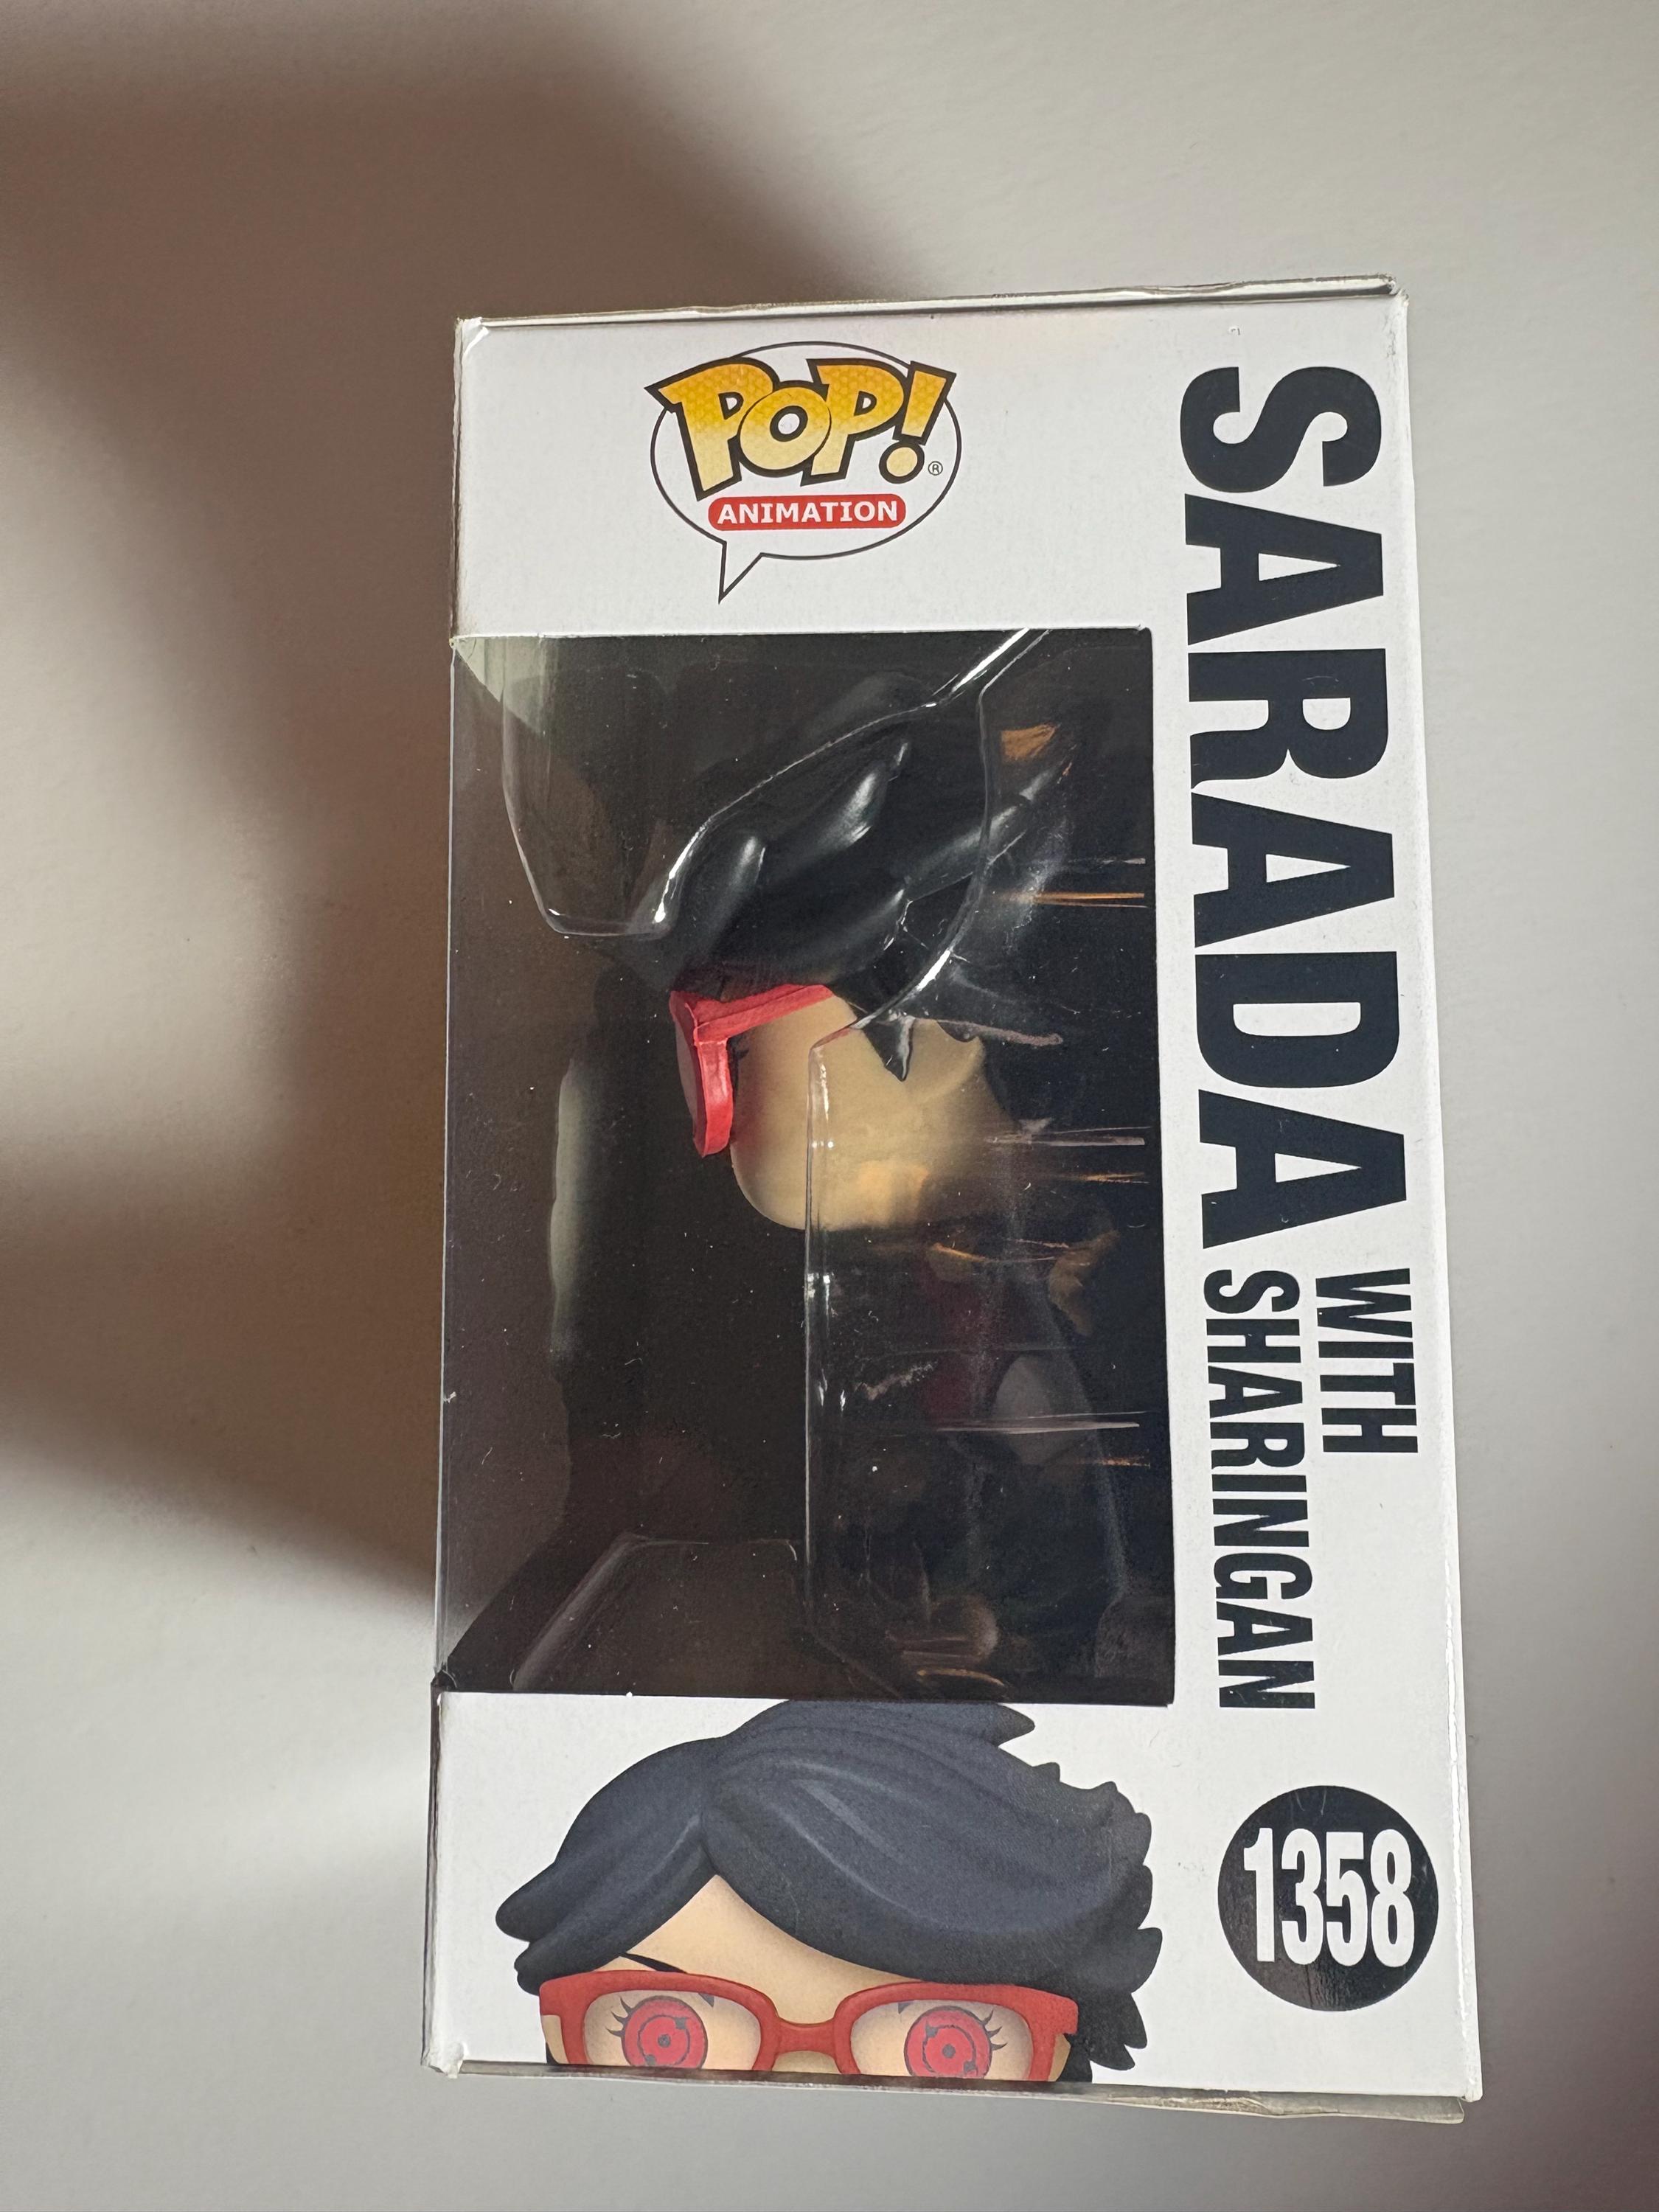 POP!®
ANIMATION
SARADA
WITH
SHARINGAN
1358